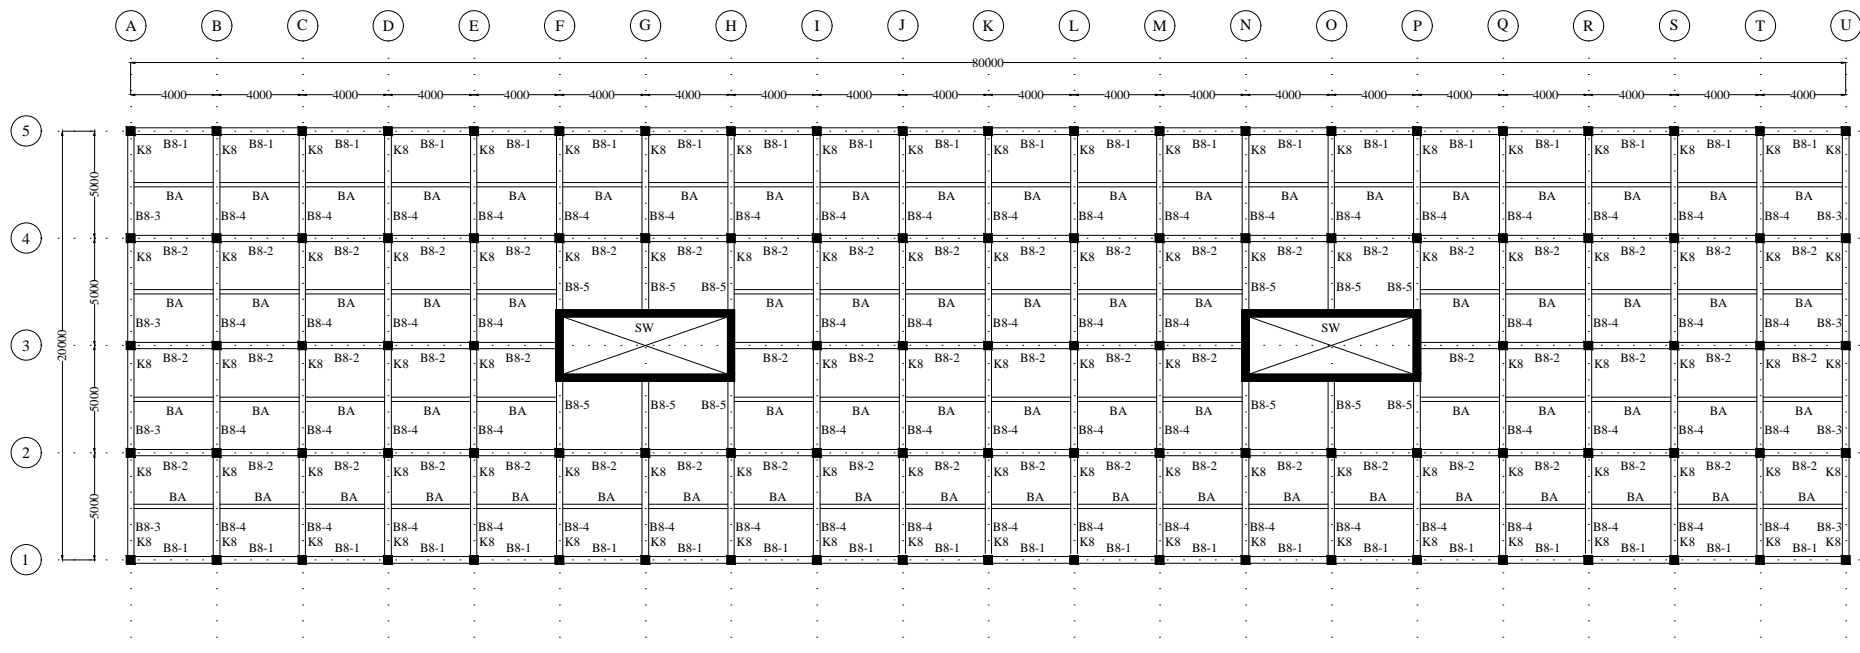 A B C D E F G H I J K L M N O P Q R S T U
80000
4000 4000 4000 4000 4000 4000 4000 4000 4000 4000 4000 4000 4000 4000 4000 4000 4000 4000 4000 4000
5
K8 B8-1 K8 B8-1 K8 B8-1 K8 B8-1 K8 B8-1 K8 B8-1 K8 B8-1 K8 B8-1 K8 B8-1 K8 B8-1 K8 B8-1 K8 B8-1 K8 B8-1 K8 B8-1 K8 B8-1 K8 B8-1 K8 B8-1 K8 B8-1 K8 B8-1 K8 B8-1 K8
5000
BA BA BA BA BA BA BA BA BA BA BA BA BA BA BA BA BA BA BA BA
B8-3 B8-4 B8-4 B8-4 B8-4 B8-4 B8-4 B8-4 B8-4 B8-4 B8-4 B8-4 B8-4 B8-4 B8-4 B8-4 B8-4 B8-4 B8-4 B8-4 B8-3
4
K8 B8-2 K8 B8-2 K8 B8-2 K8 B8-2 K8 B8-2 K8 B8-2 K8 B8-2 K8 B8-2 K8 B8-2 K8 B8-2 K8 B8-2 K8 B8-2 K8 B8-2 K8 B8-2 K8 B8-2 K8 B8-2 K8 B8-2 K8 B8-2 K8 B8-2 K8 B8-2 K8
5000
B8-5 B8-5 B8-5 B8-5 B8-5 B8-5
BA BA BA BA BA BA BA BA BA BA BA BA BA BA BA BA
B8-3 B8-4 B8-4 B8-4 B8-4 B8-4 B8-4 B8-4 B8-4 B8-4 B8-4 B8-4 B8-4 B8-4 B8-3
SW SW
3
20000
K8 B8-2 K8 B8-2 K8 B8-2 K8 B8-2 K8 B8-2 B8-2 K8 B8-2 K8 B8-2 K8 B8-2 K8 B8-2 K8 B8-2 B8-2 K8 B8-2 K8 B8-2 K8 B8-2 K8 B8-2 K8
5000
B8-5 B8-5 B8-5 B8-5 B8-5 B8-5
BA BA BA BA BA BA BA BA BA BA BA BA BA BA BA BA
B8-3 B8-4 B8-4 B8-4 B8-4 B8-4 B8-4 B8-4 B8-4 B8-4 B8-4 B8-4 B8-4 B8-4 B8-3
2
K8 B8-2 K8 B8-2 K8 B8-2 K8 B8-2 K8 B8-2 K8 B8-2 K8 B8-2 K8 B8-2 K8 B8-2 K8 B8-2 K8 B8-2 K8 B8-2 K8 B8-2 K8 B8-2 K8 B8-2 K8 B8-2 K8 B8-2 K8 B8-2 K8 B8-2 K8 B8-2 K8
BA BA BA BA BA BA BA BA BA BA BA BA BA BA BA BA BA BA BA BA
5000
B8-3 B8-4 B8-4 B8-4 B8-4 B8-4 B8-4 B8-4 B8-4 B8-4 B8-4 B8-4 B8-4 B8-4 B8-4 B8-4 B8-4 B8-4 B8-4 B8-4 B8-3
K8 B8-1 K8 B8-1 K8 B8-1 K8 B8-1 K8 B8-1 K8 B8-1 K8 B8-1 K8 B8-1 K8 B8-1 K8 B8-1 K8 B8-1 K8 B8-1 K8 B8-1 K8 B8-1 K8 B8-1 K8 B8-1 K8 B8-1 K8 B8-1 K8 B8-1 K8 B8-1 K8
1